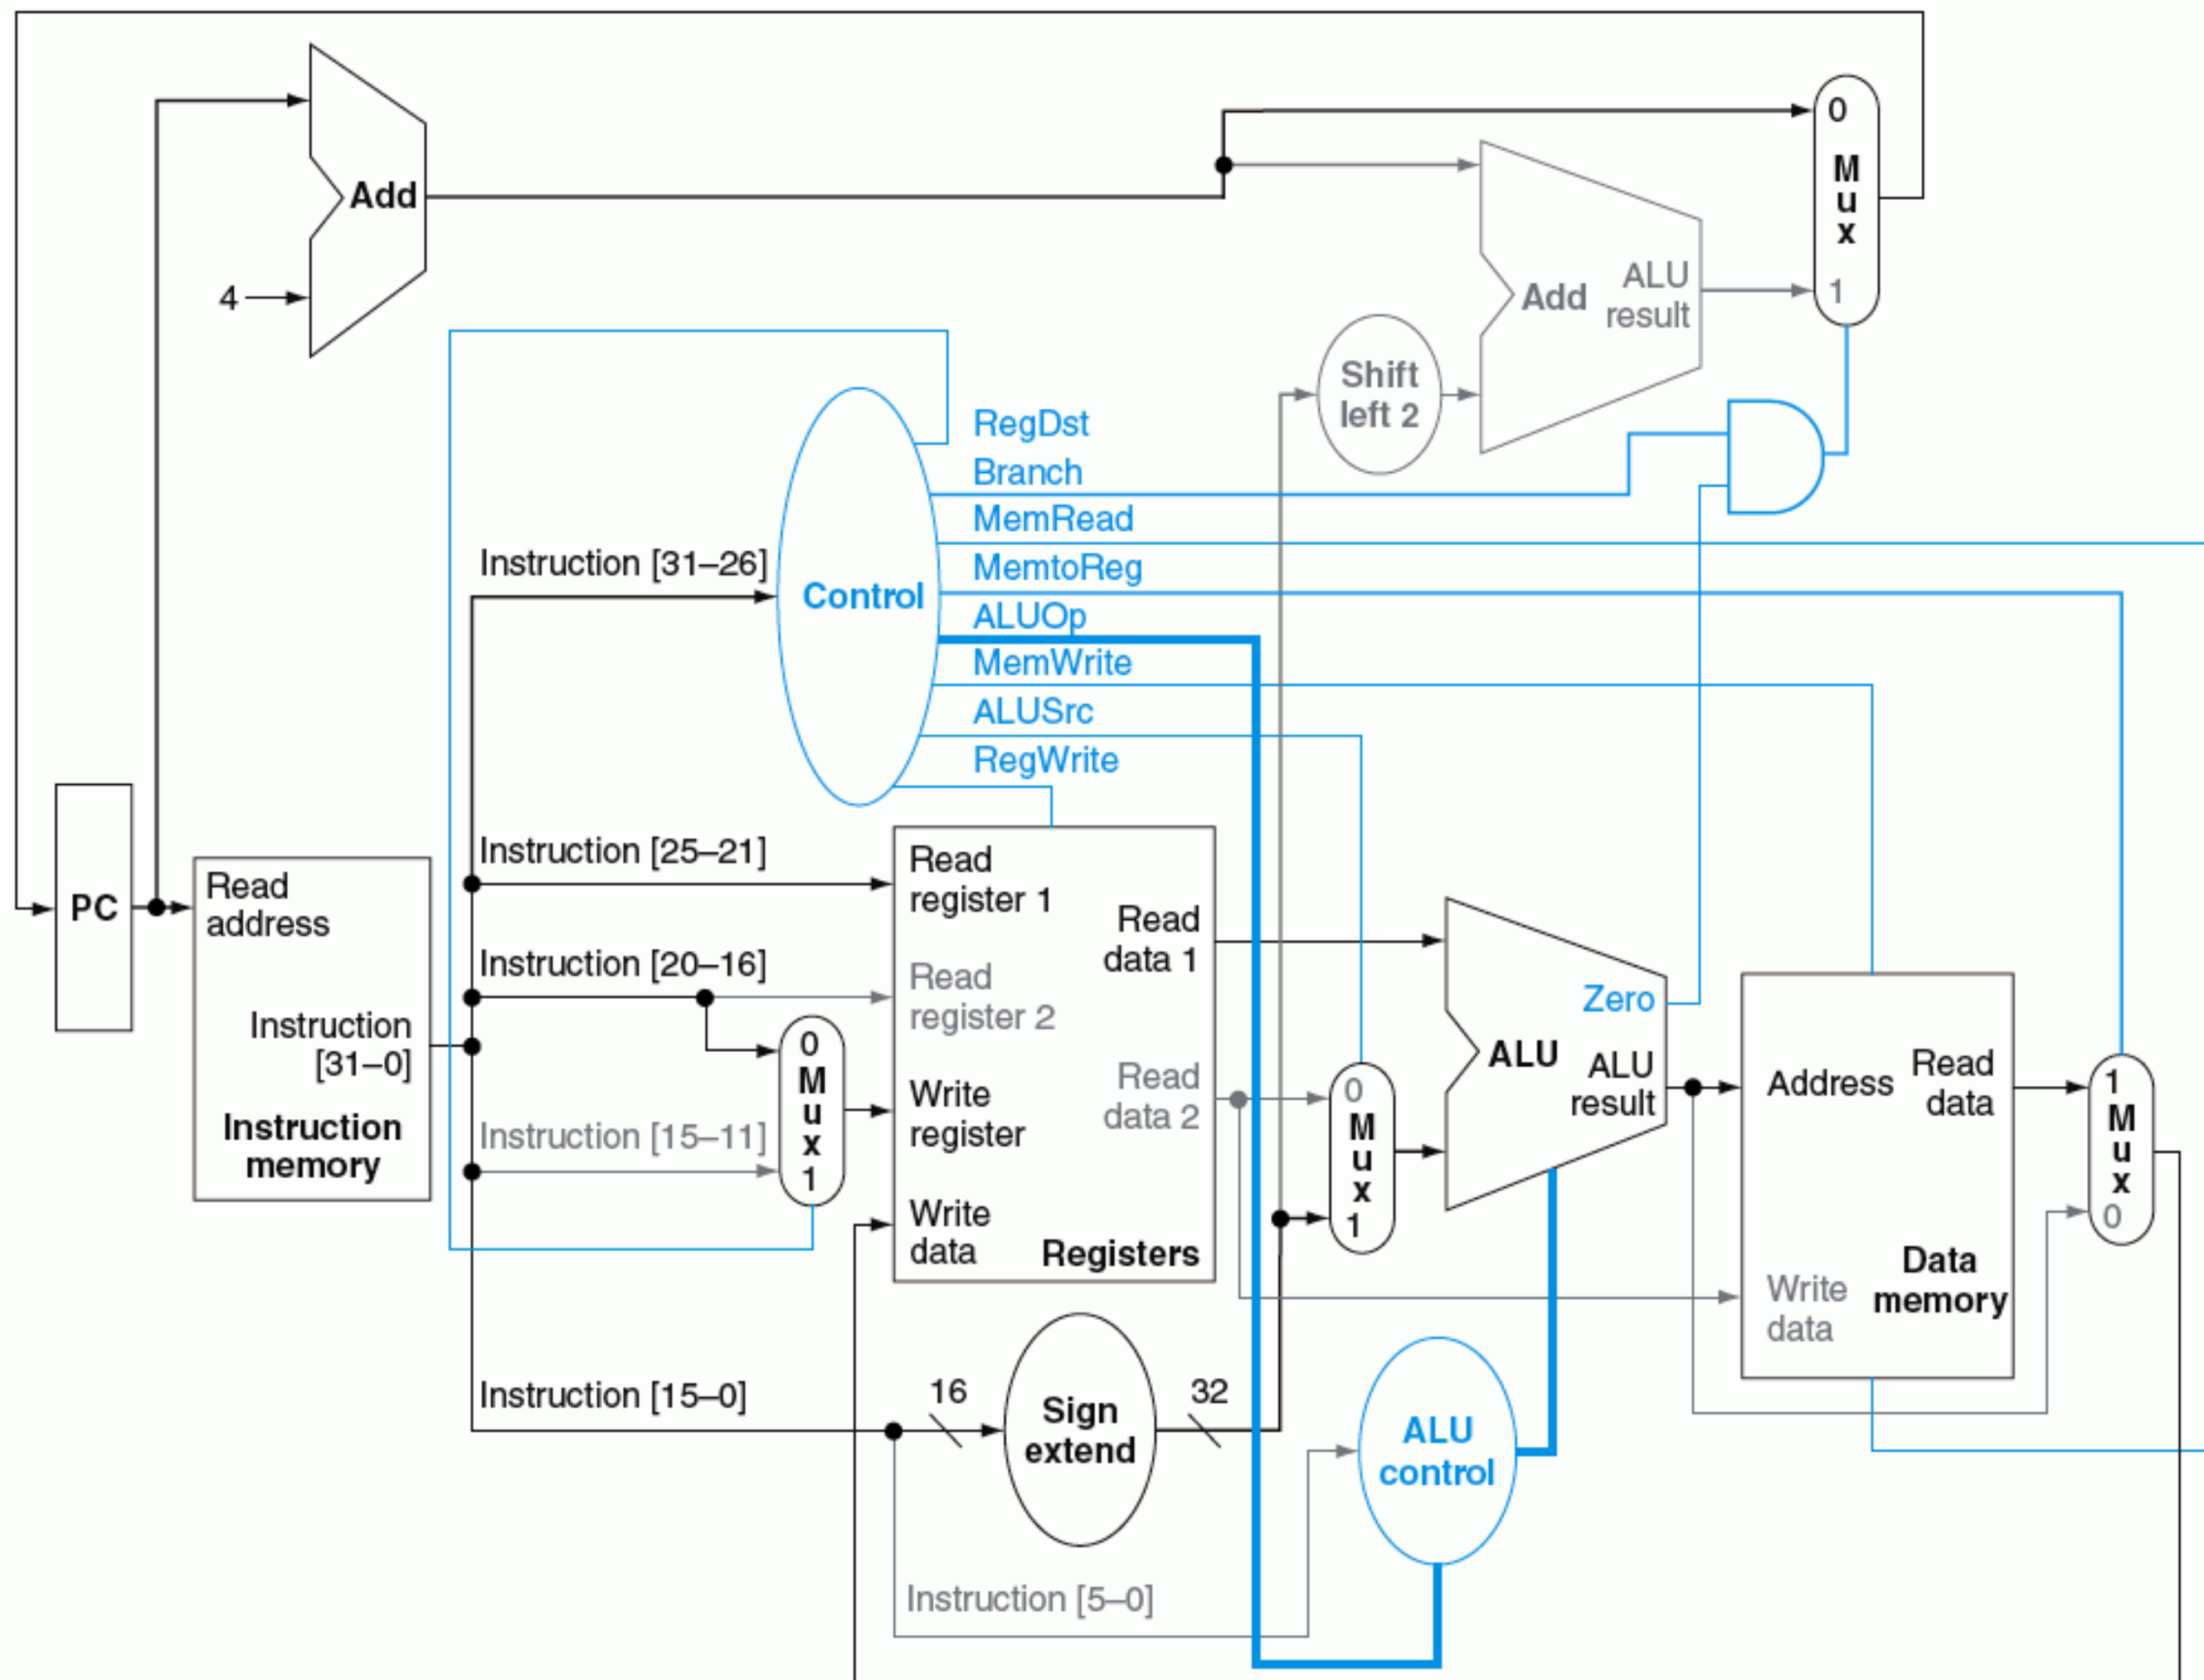 Add
4
0
M
u
x
1
Add
ALU
result
Shift
left 2
RegDst
Branch
MemRead
MemtoReg
ALUOp
MemWrite
ALUSrc
RegWrite
Control
Instruction [31–26]
Instruction [25–21]
Instruction [20–16]
Instruction [15–11]
Instruction [15–0]
Instruction [5–0]
PC
Read
address
Instruction
[31–0]
Instruction
memory
0
M
u
x
1
Read
register 1
Read
register 2
Write
register
Write
data
Read
data 1
Read
data 2
Registers
0
M
u
x
1
Zero
ALU
ALU
result
Address
Read
data
Write
data
Data
memory
1
M
u
x
0
16
Sign
extend
32
ALU
control